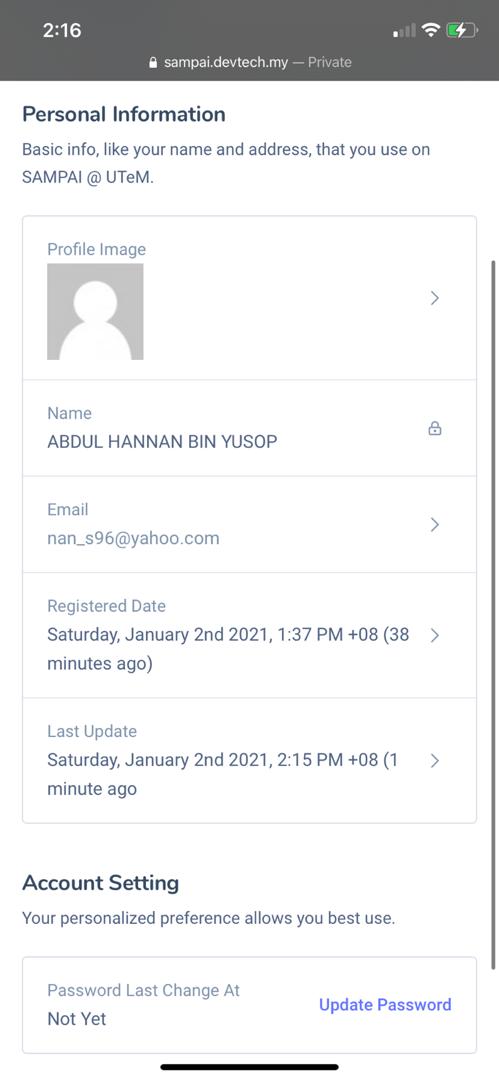 2:16
sampai.devtech.my — Private
Personal Information
Basic info, like your name and address, that you use on
SAMPAI @ UTeM.
Profile Image
Name
ABDUL HANNAN BIN YUSOP
Email
nan_s96@yahoo.com
Registered Date
Saturday, January 2nd 2021, 1:37 PM +08 (38
minutes ago)
Last Update
Saturday, January 2nd 2021, 2:15 PM +08 (1
minute ago
Account Setting
Your personalized preference allows you best use.
Password Last Change At
Not Yet
Update Password